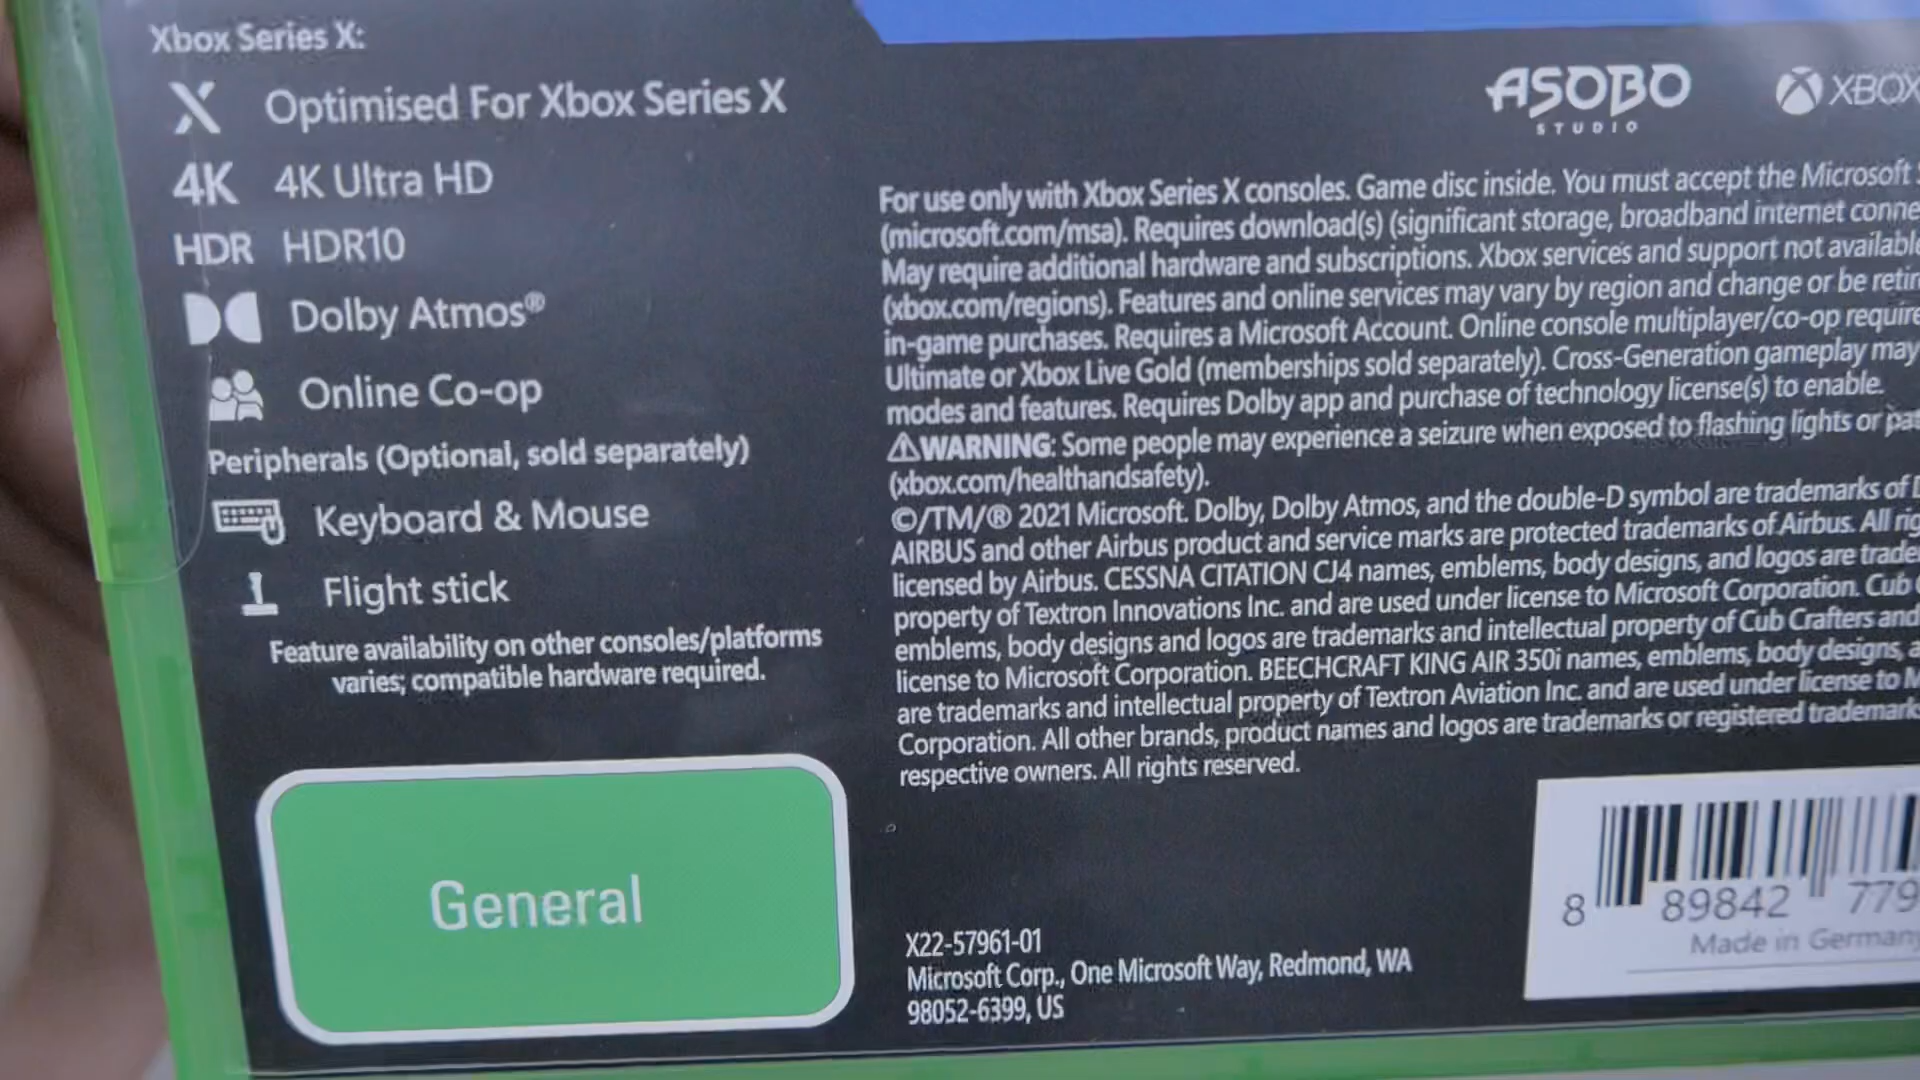 Xbox Series X:
Optimised For Xbox Series X
4K 4K Ultra HD
HDR HDR10
Dolby Atmos®
Online Co-op
Peripherals (Optional, sold separately)
Keyboard & Mouse
Flight stick
Feature availability on other consoles/platforms
varies; compatible hardware required.
General
ASOBO
STUDIO
XBOX
For use only with Xbox Series X consoles. Game disc inside. You must accept the Microsoft
(microsoft.com/msa). Requires download(s) (significant storage, broadband internet conne
May require additional hardware and subscriptions. Xbox services and support not available
(xbox.com/regions). Features and online services may vary by region and change or be retir
in-game purchases. Requires a Microsoft Account. Online console multiplayer/co-op require
Ultimate or Xbox Live Gold (memberships sold separately). Cross-Generation gameplay may
modes and features. Requires Dolby app and purchase of technology license(s) to enable.
⚠WARNING: Some people may experience a seizure when exposed to flashing lights or pat
(xbox.com/healthandsafety).
©/TM/® 2021 Microsoft. Dolby, Dolby Atmos, and the double-D symbol are trademarks of D
AIRBUS and other Airbus product and service marks are protected trademarks of Airbus. All rig
licensed by Airbus. CESSNA CITATION CJ4 names, emblems, body designs, and logos are trade
property of Textron Innovations Inc. and are used under license to Microsoft Corporation. Cub
emblems, body designs and logos are trademarks and intellectual property of Cub Crafters and
license to Microsoft Corporation. BEECHCRAFT KING AIR 350i names, emblems, body designs, a
are trademarks and intellectual property of Textron Aviation Inc. and are used under license to M
Corporation. All other brands, product names and logos are trademarks or registered trademark
respective owners. All rights reserved.
X22-57961-01
Microsoft Corp., One Microsoft Way, Redmond, WA
98052-6399, US
8 89842 779
Made in Germany